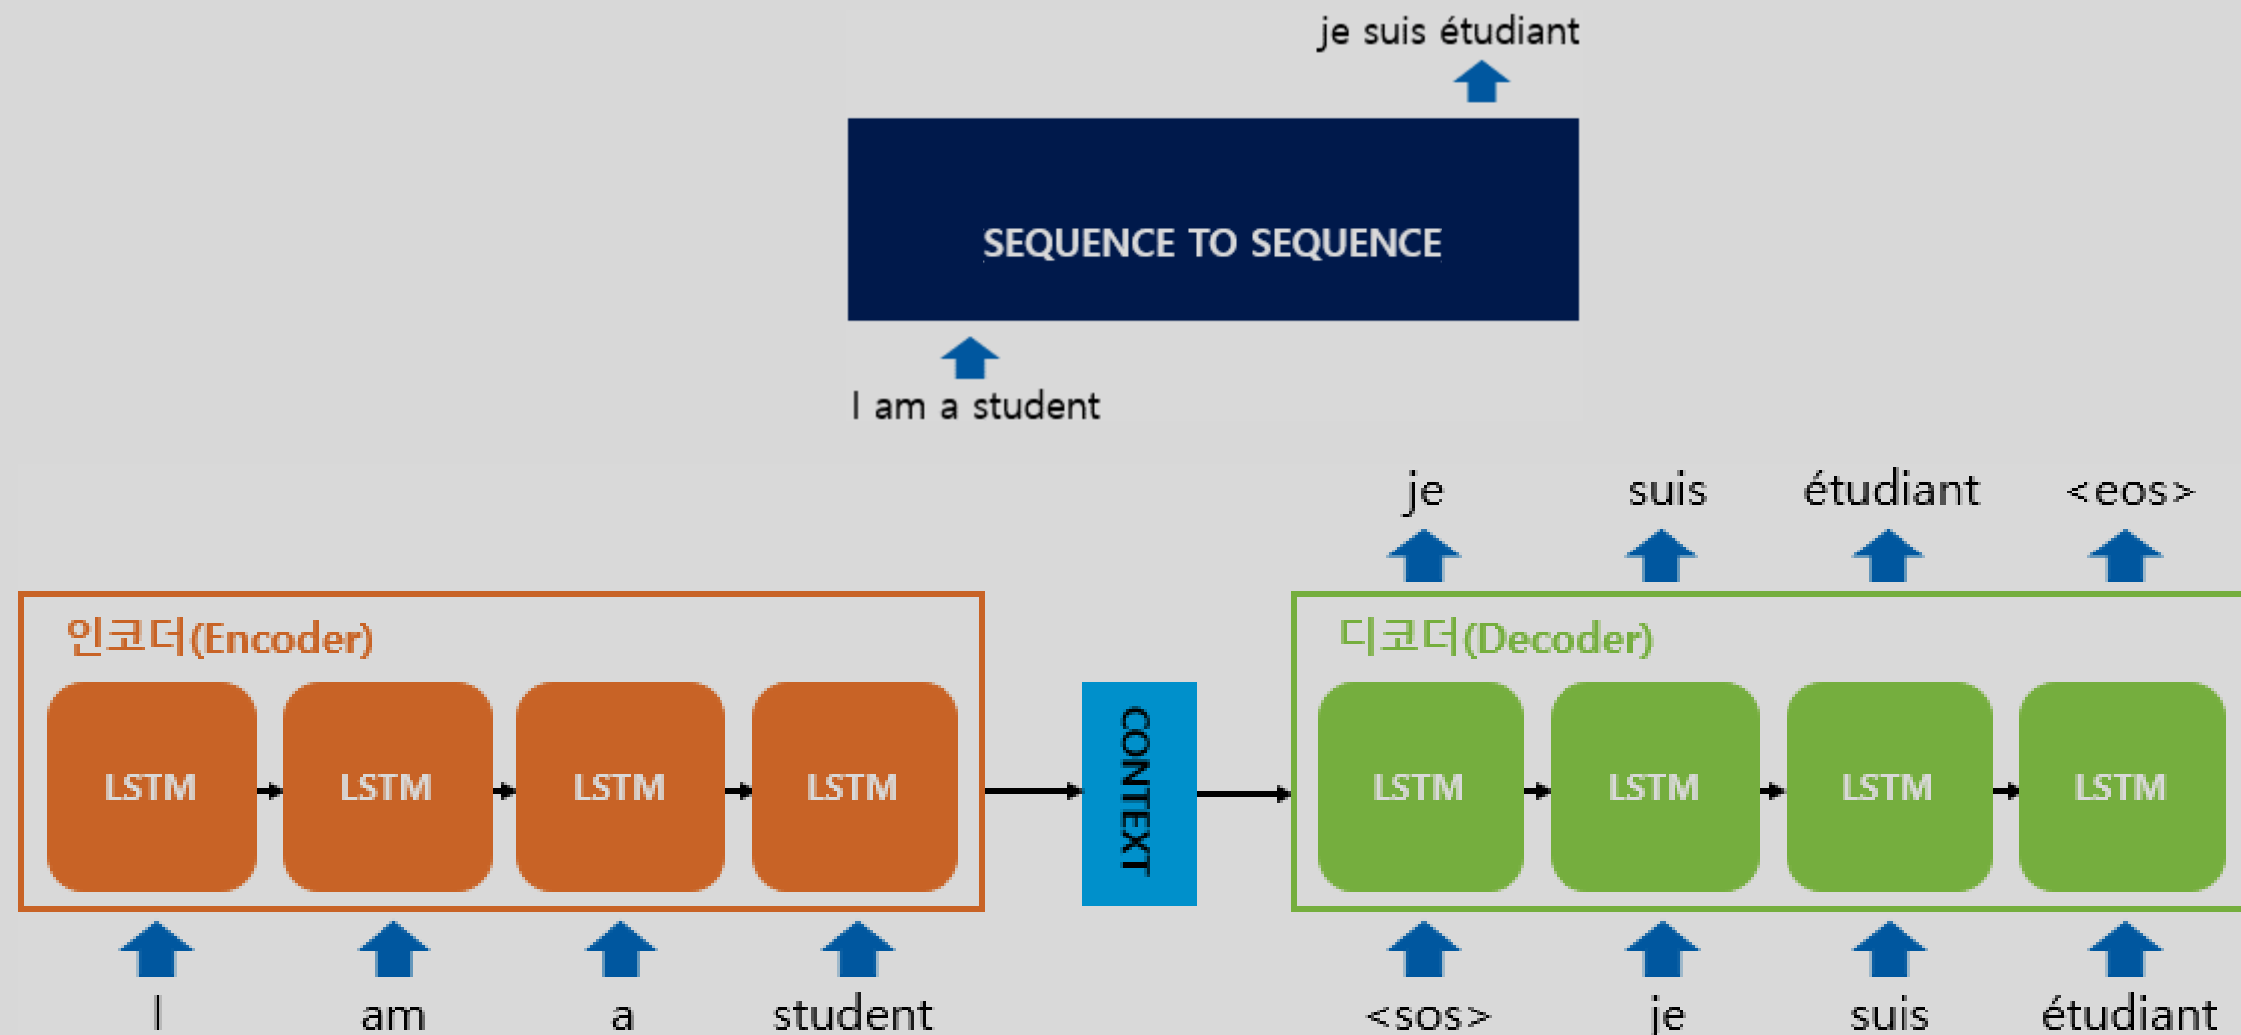 je suis étudiant
SEQUENCE TO SEQUENCE
I am a student
je suis étudiant <eos>
인코더(Encoder)
디코더(Decoder)
LSTM LSTM LSTM LSTM CONTEXT LSTM LSTM LSTM LSTM
I am a student <sos> je suis étudiant